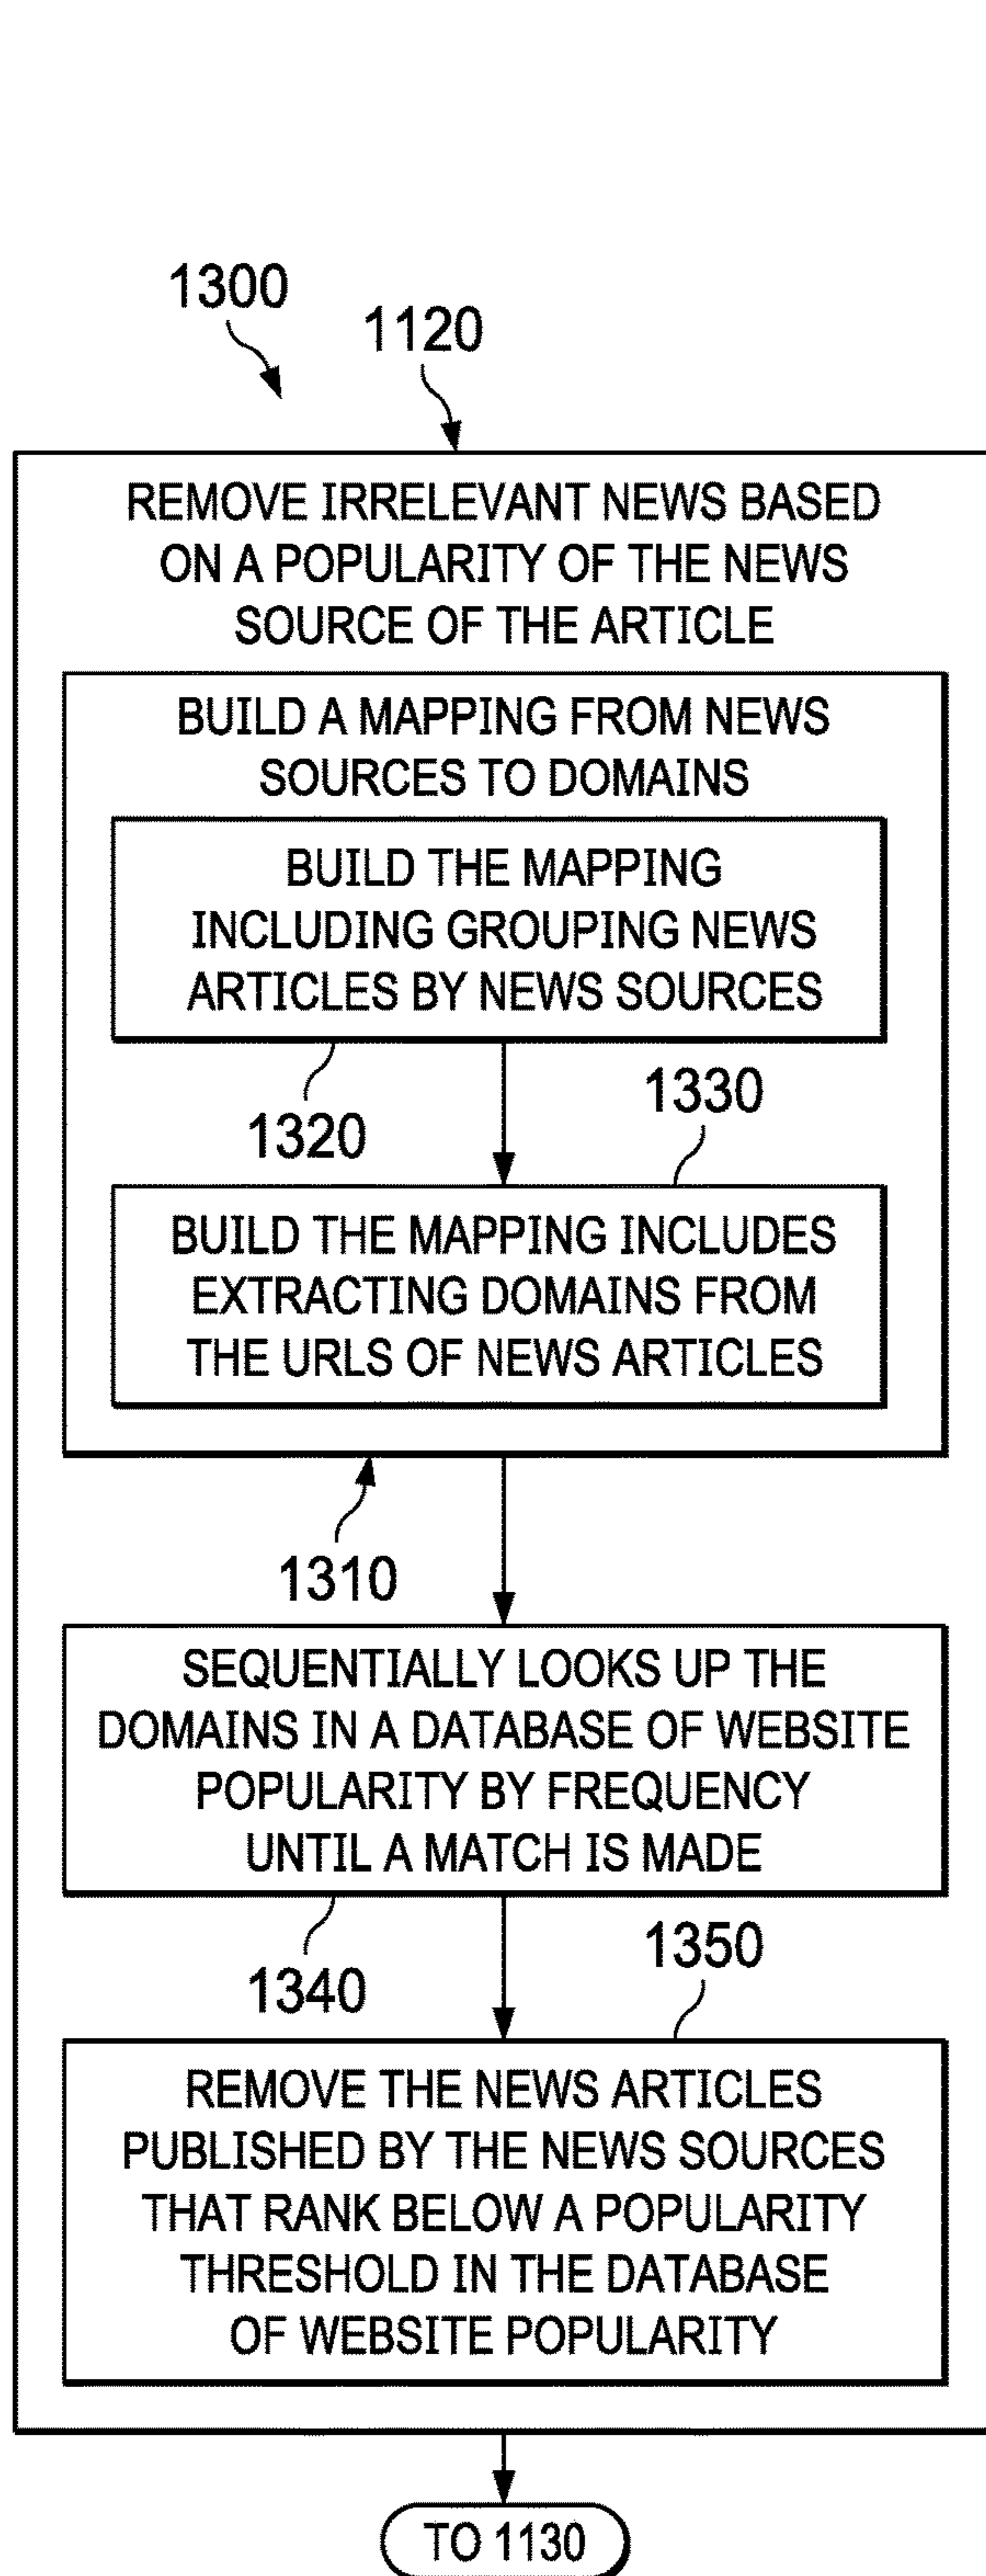 1300
1120
REMOVE IRRELEVANT NEWS BASED
ON A POPULARITY OF THE NEWS
SOURCE OF THE ARTICLE
BUILD A MAPPING FROM NEWS
SOURCES TO DOMAINS
BUILD THE MAPPING
INCLUDING GROUPING NEWS
ARTICLES BY NEWS SOURCES
1320
1330
BUILD THE MAPPING INCLUDES
EXTRACTING DOMAINS FROM
THE URLS OF NEWS ARTICLES
1310
SEQUENTIALLY LOOKS UP THE
DOMAINS IN A DATABASE OF WEBSITE
POPULARITY BY FREQUENCY
UNTIL A MATCH IS MADE
1340
1350
REMOVE THE NEWS ARTICLES
PUBLISHED BY THE NEWS SOURCES
THAT RANK BELOW A POPULARITY
THRESHOLD IN THE DATABASE
OF WEBSITE POPULARITY
TO 1130